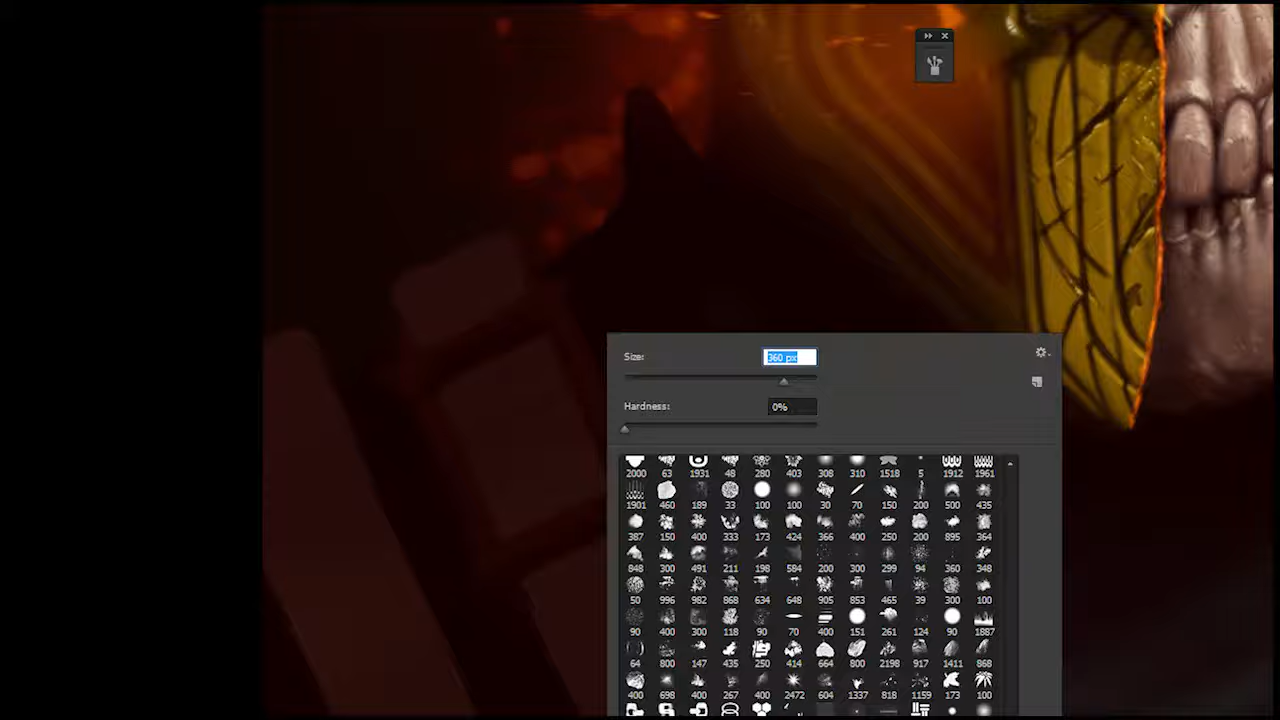 Size: 360 px
Hardness: 0%
2000 63 1931 48 280 403 308 310 1518 5 1912 1961
1901 460 189 33 100 100 30 70 150 200 500 435
387 150 400 333 173 424 366 400 250 200 895 364
848 300 491 211 198 584 200 300 299 94 360 348
50 996 982 868 634 648 905 853 465 39 300 100
90 400 300 118 90 70 400 151 261 124 90 1887
64 800 147 435 250 414 664 800 2198 917 1411 868
400 698 400 267 400 2472 604 1337 818 1159 173 100